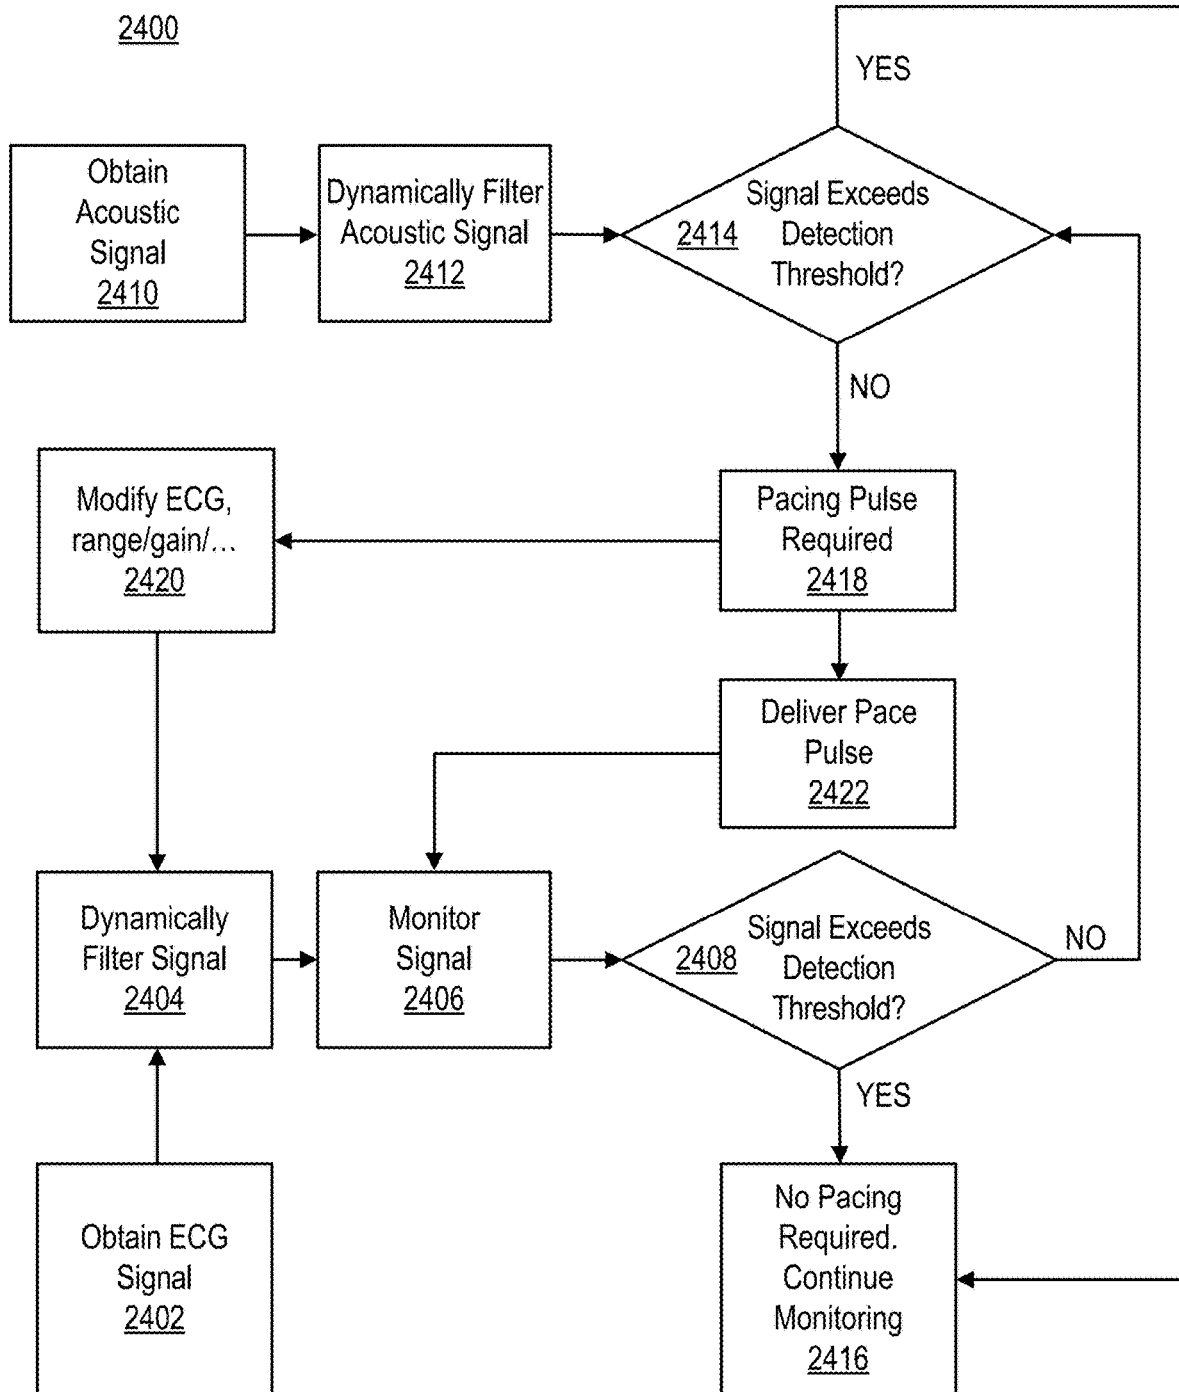 2400
YES
Obtain
Acoustic
Signal
2410
Dynamically Filter
Acoustic Signal
2412
Signal Exceeds
2414 Detection
Threshold?
NO
Modify ECG,
range/gain/...
2420
Pacing Pulse
Required
2418
Deliver Pace
Pulse
2422
Dynamically
Filter Signal
2404
Monitor
Signal
2406
Signal Exceeds
2408 Detection
Threshold?
NO
YES
Obtain ECG
Signal
2402
No Pacing
Required.
Continue
Monitoring
2416